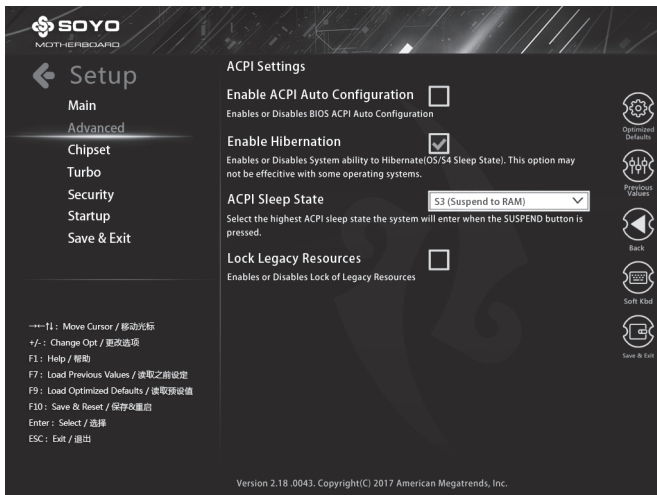 SOYO
MOTHERBOARD
Setup
Main
Advanced
Chipset
Turbo
Security
Startup
Save & Exit
→←↑↓ : Move Cursor / 移动光标
+/- : Change Opt / 更改选项
F1 : Help / 帮助
F7 : Load Previous Values / 读取之前设定
F9 : Load Optimized Defaults / 读取预设值
F10 : Save & Reset / 保存&重启
Enter : Select / 选择
ESC : Exit / 退出
ACPI Settings
Enable ACPI Auto Configuration
Enables or Disables BIOS ACPI Auto Configuration
Enable Hibernation
Enables or Disables System ability to Hibernate(OS/S4 Sleep State). This option may
not be effecitive with some operating systems.
ACPI Sleep State
S3 (Suspend to RAM)
Select the highest ACPI sleep state the system will enter when the SUSPEND button is
pressed.
Lock Legacy Resources
Enables or Disables Lock of Legacy Resources
Optimized
Defaults
Previous
Values
Back
Soft Kbd
Save & Exit
Version 2.18 .0043. Copyright(C) 2017 American Megatrends, Inc.